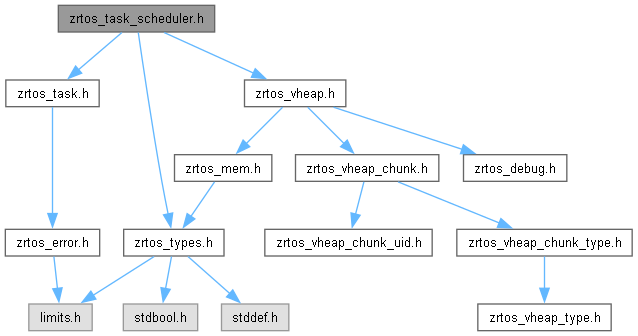 zrtos_task_scheduler.h
zrtos_task.h
zrtos_vheap.h
zrtos_mem.h
zrtos_vheap_chunk.h
zrtos_debug.h
zrtos_error.h
zrtos_types.h
zrtos_vheap_chunk_uid.h
zrtos_vheap_chunk_type.h
limits.h
stdbool.h
stddef.h
zrtos_vheap_type.h